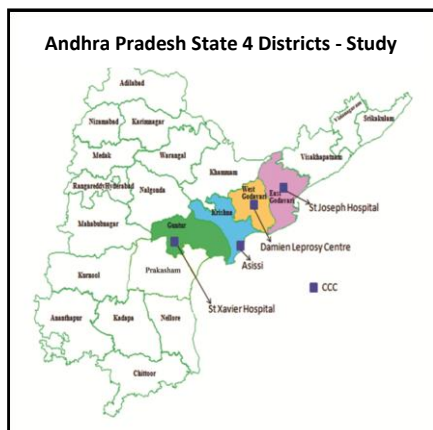 Andhra Pradesh State 4 Districts - Study
Adilabad
Nizamabad
Karimnagar
Medak
Warangal
Rangareddy
Hyderabad
Nalgonda
Khammam
Vizianagaram
Srikakulam
Visakhapatnam
West
Godavari
East
Godavari
Krishna
Mahabubnagar
Guntur
St Joseph Hospital
Damien Leprosy Centre
Asissi
Prakasham
Kurnool
St Xavier Hospital
CCC
Ananthapur
Kadapa
Nellore
Chittoor